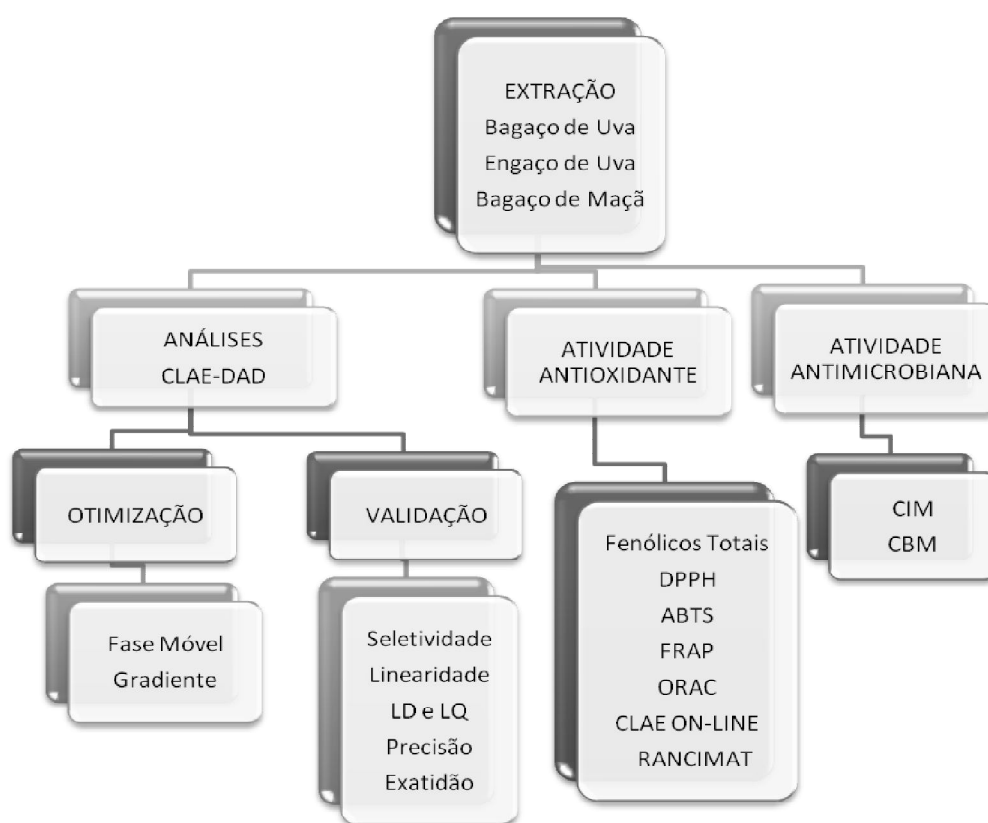 EXTRAÇÃO
Bagaço de Uva
Engaço de Uva
Bagaço de Maçã
ANÁLISES
CLAE-DAD
ATIVIDADE
ANTIOXIDANTE
ATIVIDADE
ANTIMICROBIANA
OTIMIZAÇÃO
VALIDAÇÃO
Fase Móvel
Gradiente
Seletividade
Linearidade
LD e LQ
Precisão
Exatidão
Fenólicos Totais
DPPH
ABTS
FRAP
ORAC
CLAE ON-LINE
RANCIMAT
CIM
CBM